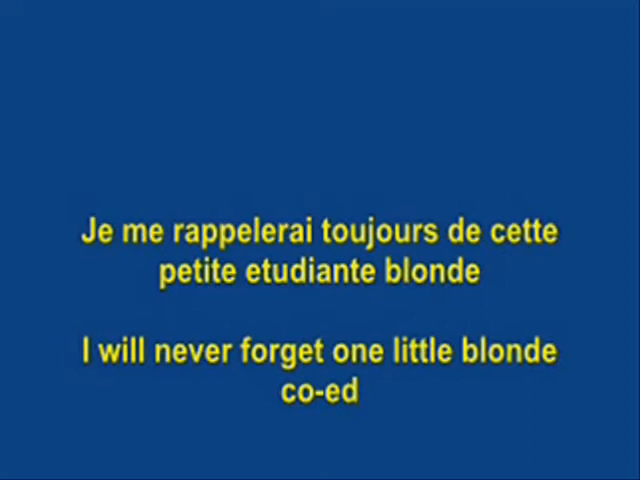 Je me rappelerai toujours de cette
petite etudiante blonde
I will never forget one little blonde
co-ed